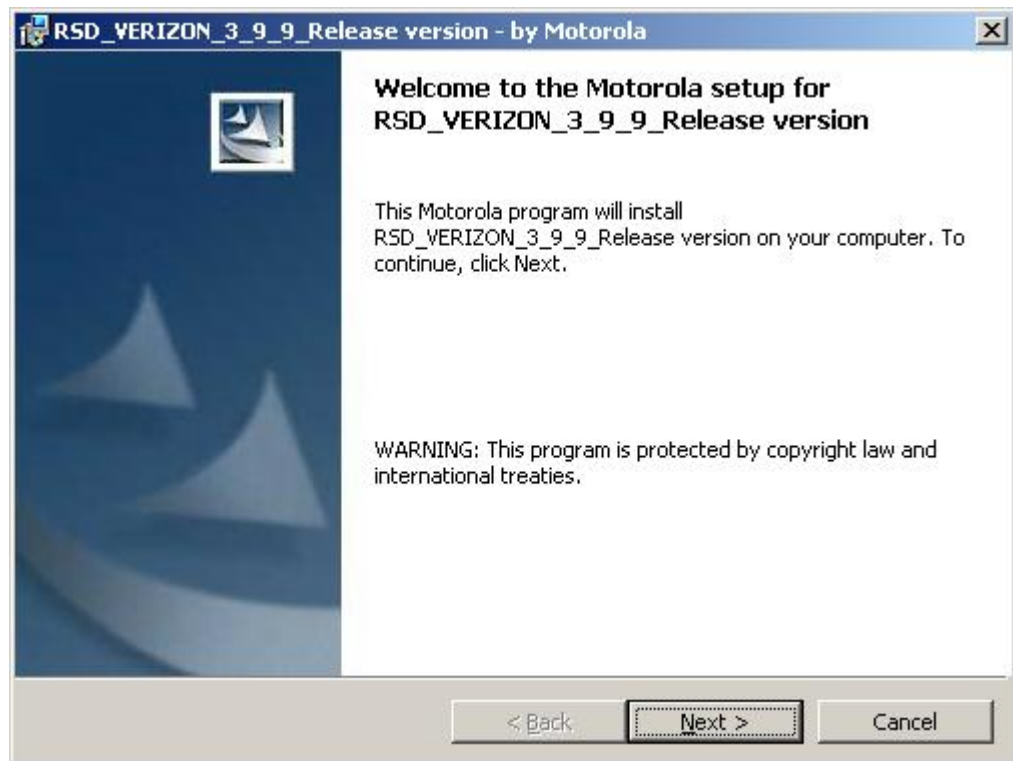 RSD_VERIZON_3_9_9_Release version - by Motorola
Welcome to the Motorola setup for
RSD_VERIZON_3_9_9_Release version
This Motorola program will install
RSD_VERIZON_3_9_9_Release version on your computer. To
continue, click Next.
WARNING: This program is protected by copyright law and
international treaties.
< Back
Next >
Cancel